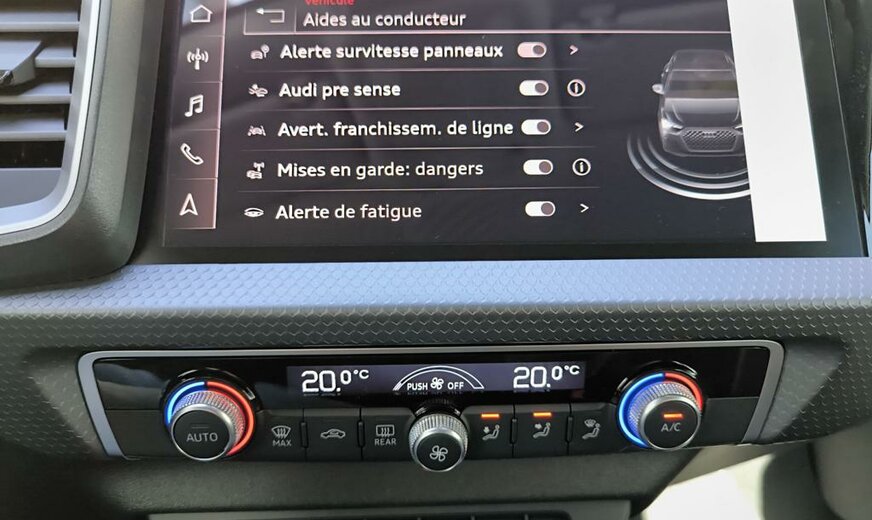 Véhicule
Aides au conducteur
Alerte survitesse panneaux
Audi pre sense
Avert. franchissem. de ligne
Mises en garde: dangers
Alerte de fatigue
20.0°C
PUSH OFF
20.0°C
AUTO
MAX
REAR
A/C